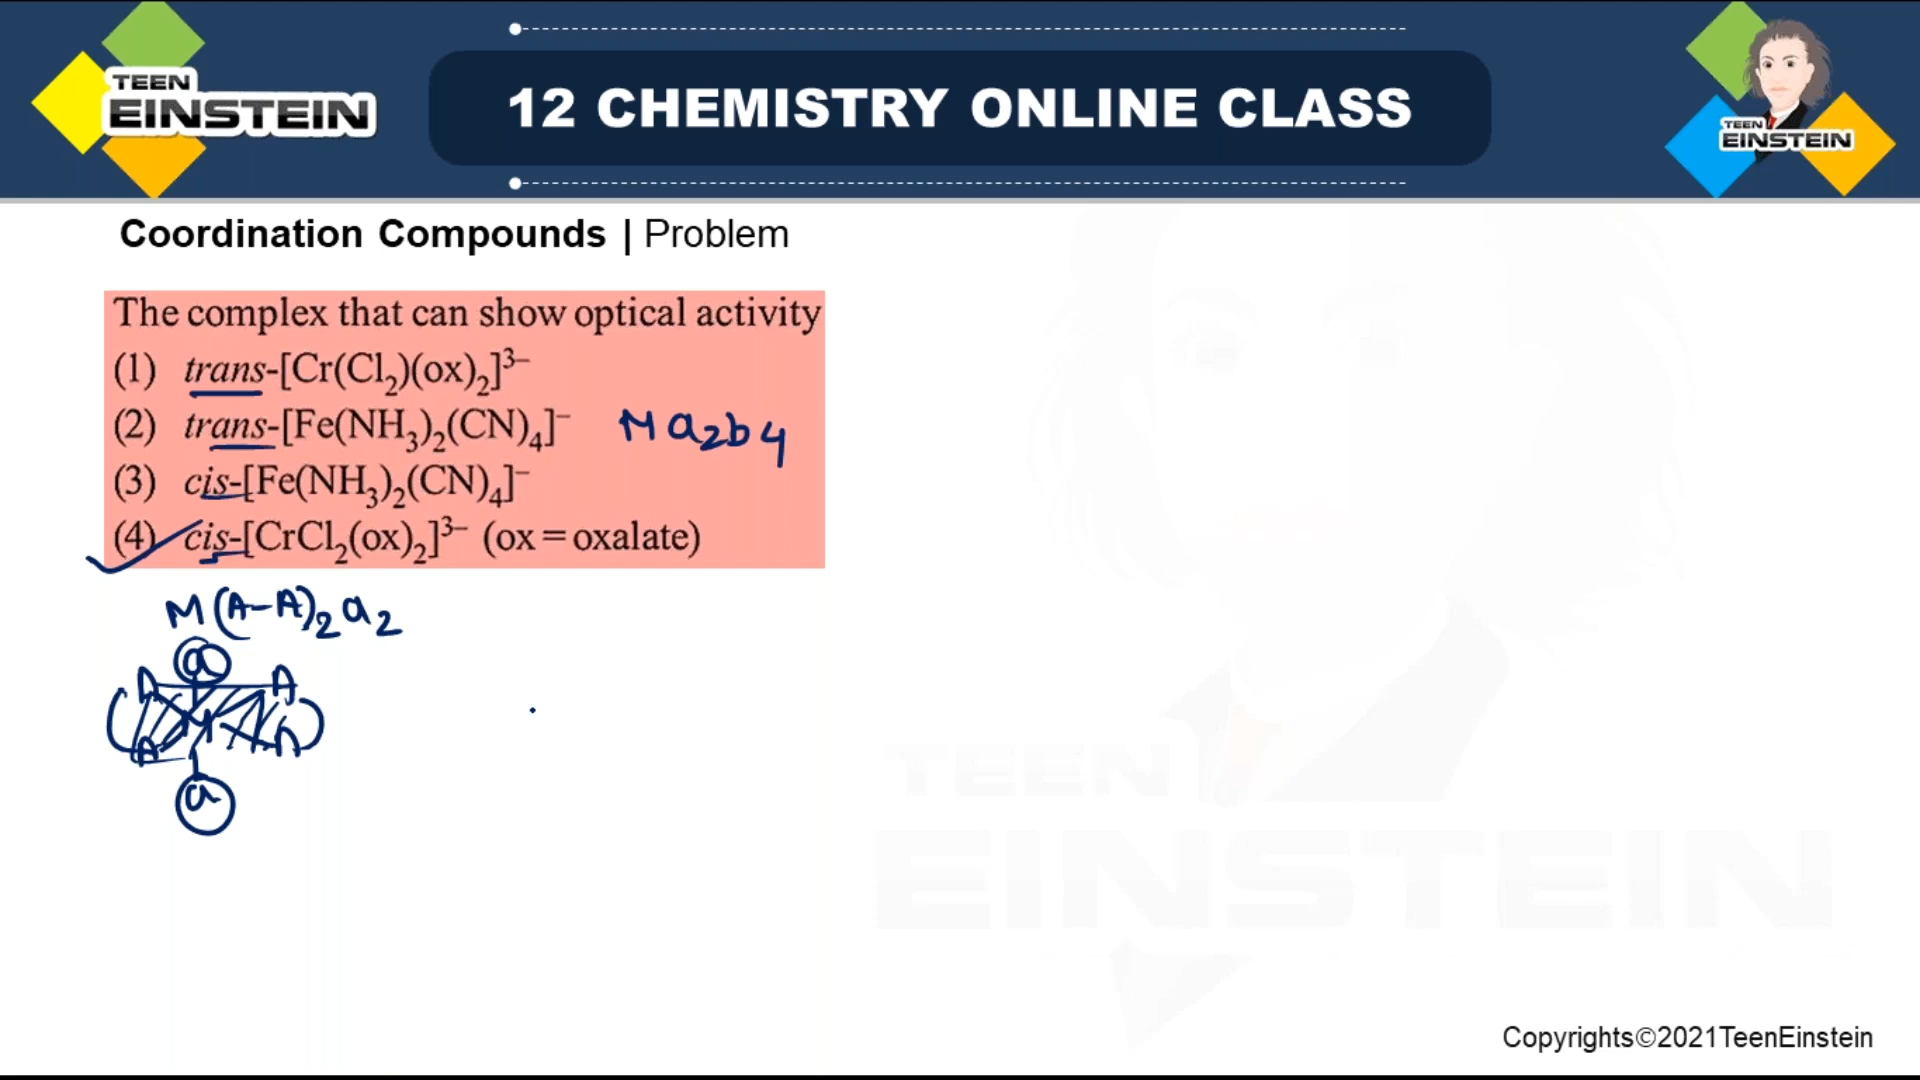 TEEN
EINSTEIN
12 CHEMISTRY ONLINE CLASS
TEEN
EINSTEIN
Coordination Compounds | Problem
The complex that can show optical activity
(1) trans-[Cr(Cl₂)(ox)₂]³⁻
(2) trans-[Fe(NH₃)₂(CN)₄]⁻ Ma₂b₄
(3) cis-[Fe(NH₃)₂(CN)₄]⁻
(4) cis-[CrCl₂(ox)₂]³⁻ (ox = oxalate)
M(A-A)₂a₂
a
A A
M
A A
a
TEEN
EINSTEIN
Copyrights©2021TeenEinstein